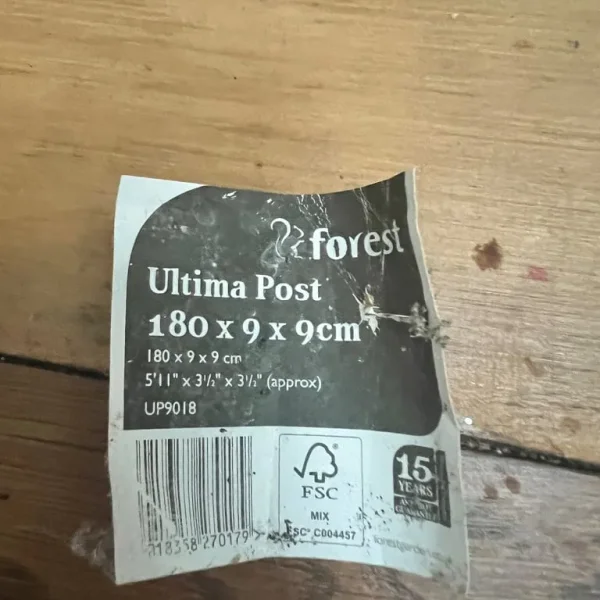 forest
Ultima Post
180 x 9 x 9cm
180 x 9 x 9 cm
5'11" x 3½" x 3½" (approx)
UP9018
FSC
MIX
FSC® C004457
15
YEARS
GUARANTEE